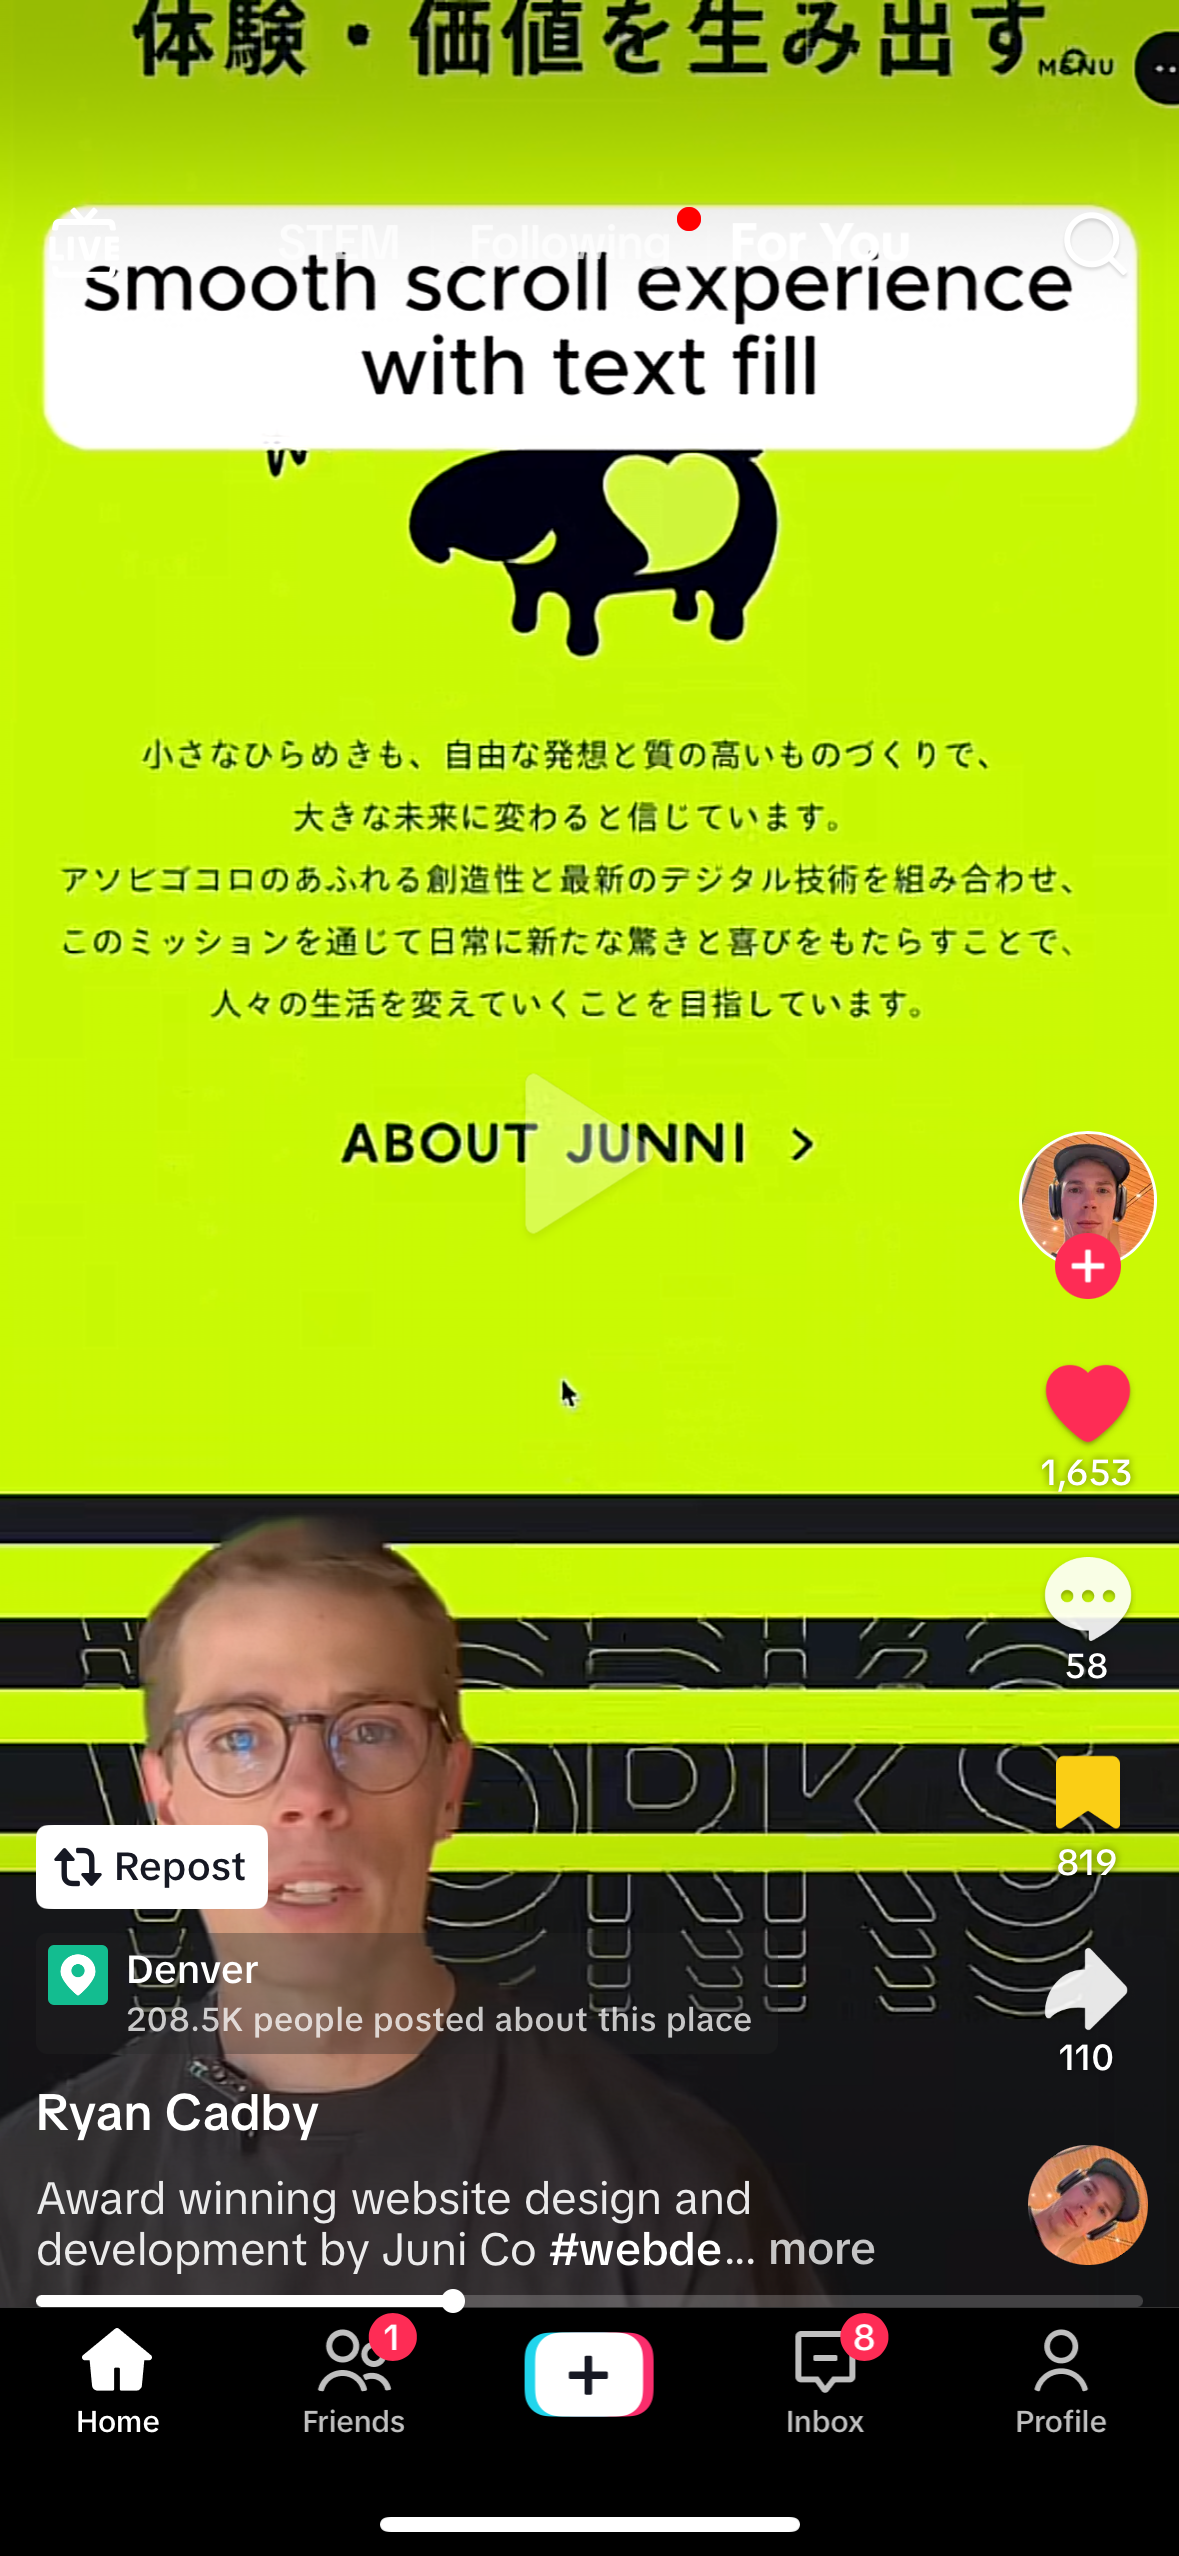 体験・価値を生み出す
MENU
LIVE
STEM
Following
For You
smooth scroll experience
with text fill
小さなひらめきも、自由な発想と質の高いものづくりで、
大きな未来に変わると信じています。
アソビゴコロのあふれる創造性と最新のデジタル技術を組み合わせ、
このミッションを通じて日常に新たな驚きと喜びをもたらすことで、
人々の生活を変えていくことを目指しています。
ABOUT JUNNI >
1,653
58
WORKS
819
Repost
Denver
208.5K people posted about this place
110
Ryan Cadby
Award winning website design and
development by Juni Co #webde... more
1
8
Home
Friends
Inbox
Profile